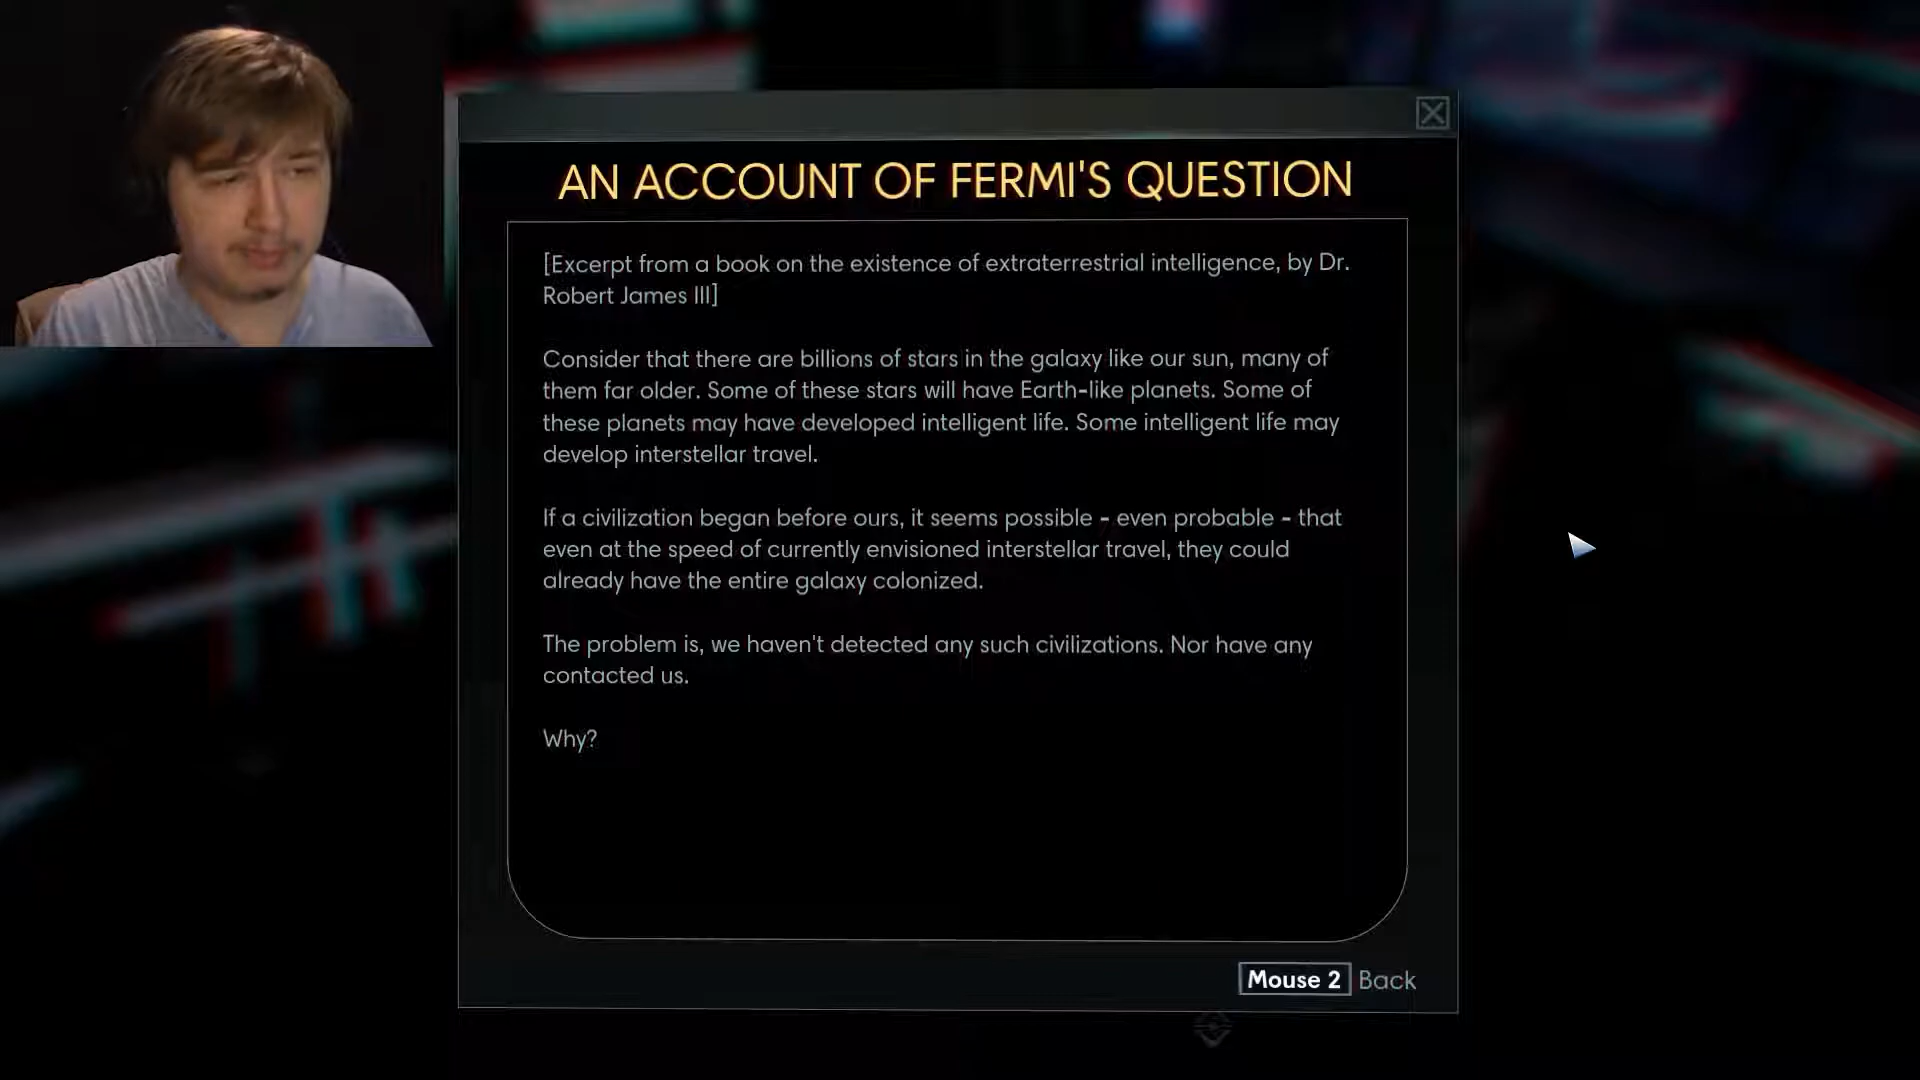 AN ACCOUNT OF FERMI'S QUESTION
[Excerpt from a book on the existence of extraterrestrial intelligence, by Dr.
Robert James III]
Consider that there are billions of stars in the galaxy like our sun, many of
them far older. Some of these stars will have Earth-like planets. Some of
these planets may have developed intelligent life. Some intelligent life may
develop interstellar travel.
If a civilization began before ours, it seems possible - even probable - that
even at the speed of currently envisioned interstellar travel, they could
already have the entire galaxy colonized.
The problem is, we haven't detected any such civilizations. Nor have any
contacted us.
Why?
Mouse 2 Back